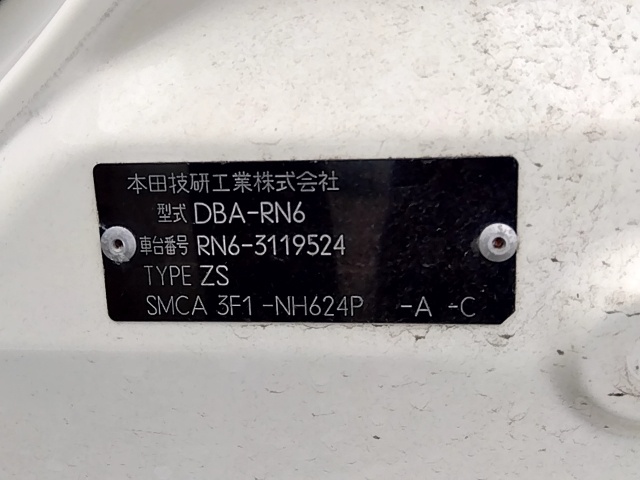 本田技研工業株式会社
型式 DBA-RN6
車台番号 RN6-3119524
TYPE ZS
SMCA 3F1 -NH624P -A -C